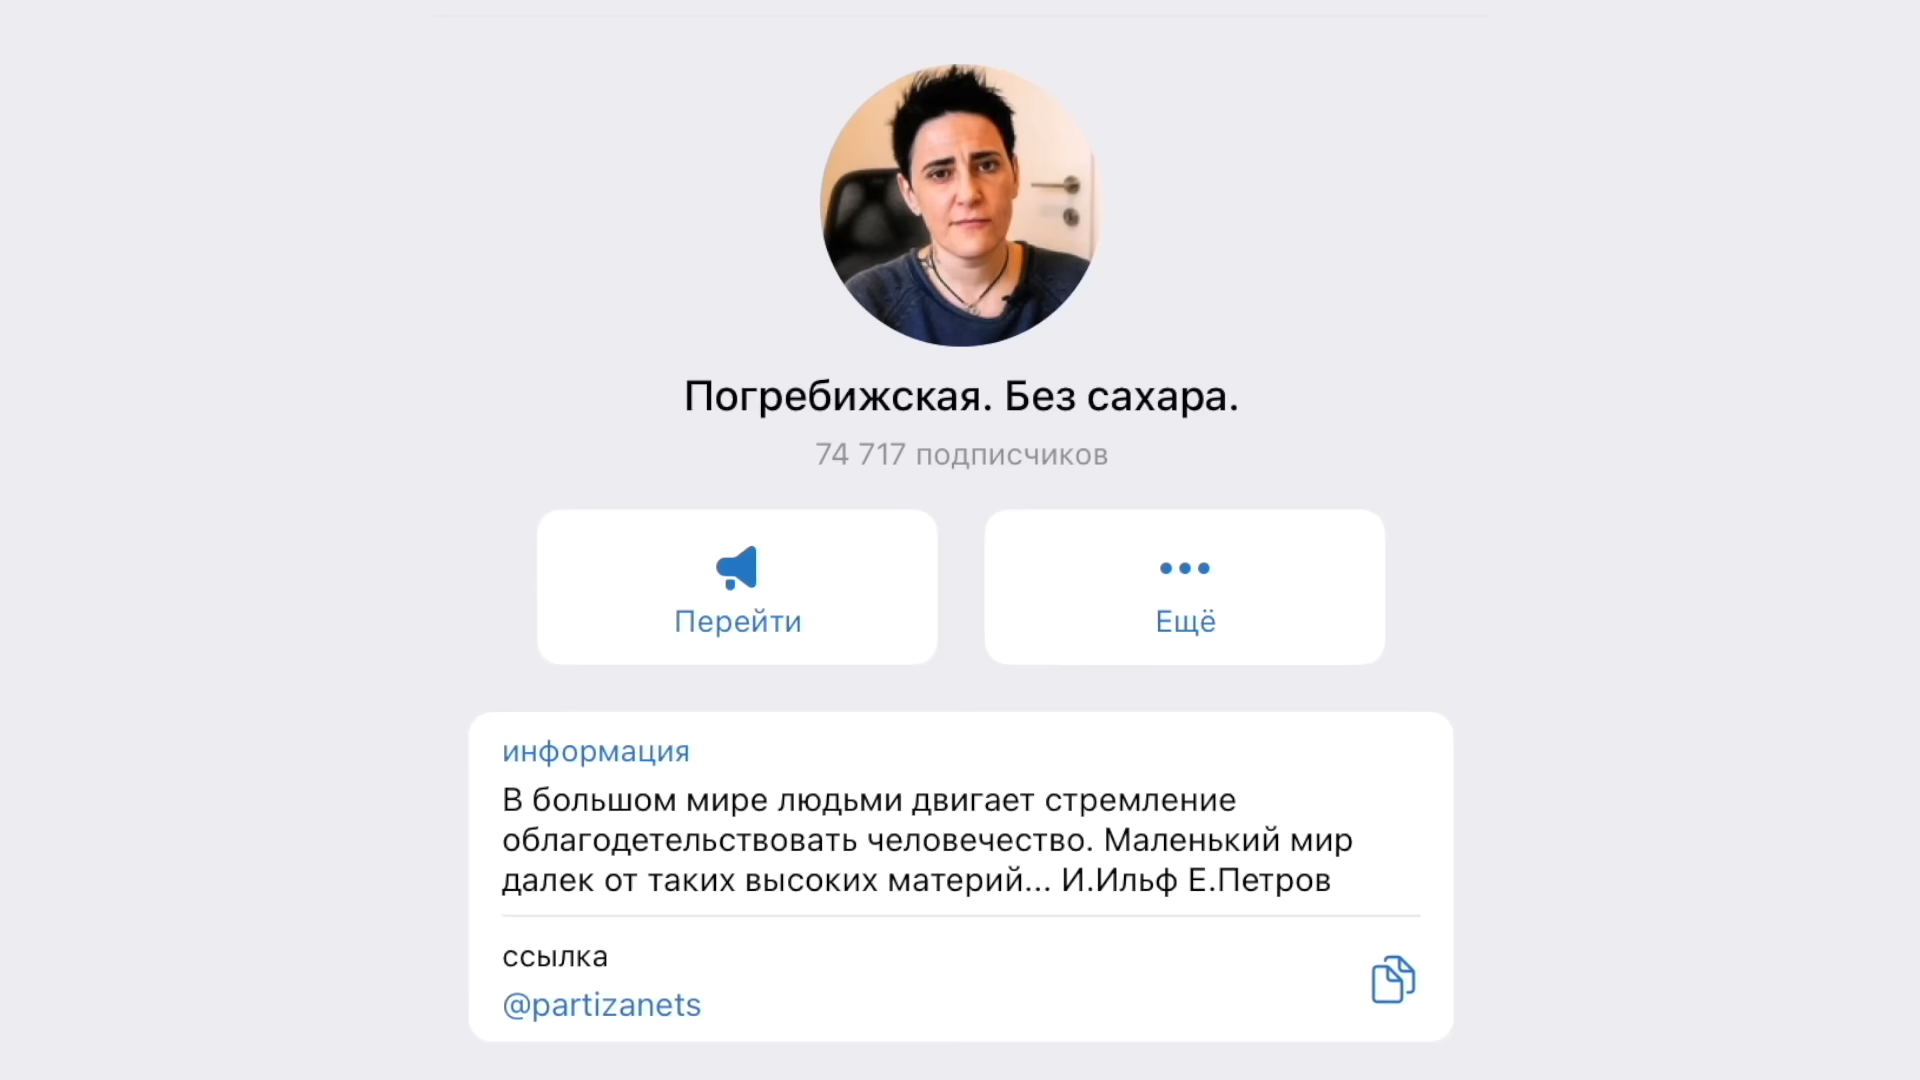 Погребижская. Без сахара.
74 717 подписчиков
Перейти
Ещё
информация
В большом мире людьми двигает стремление
облагодетельствовать человечество. Маленький мир
далек от таких высоких материй... И.Ильф Е.Петров
ссылка
@partizanets